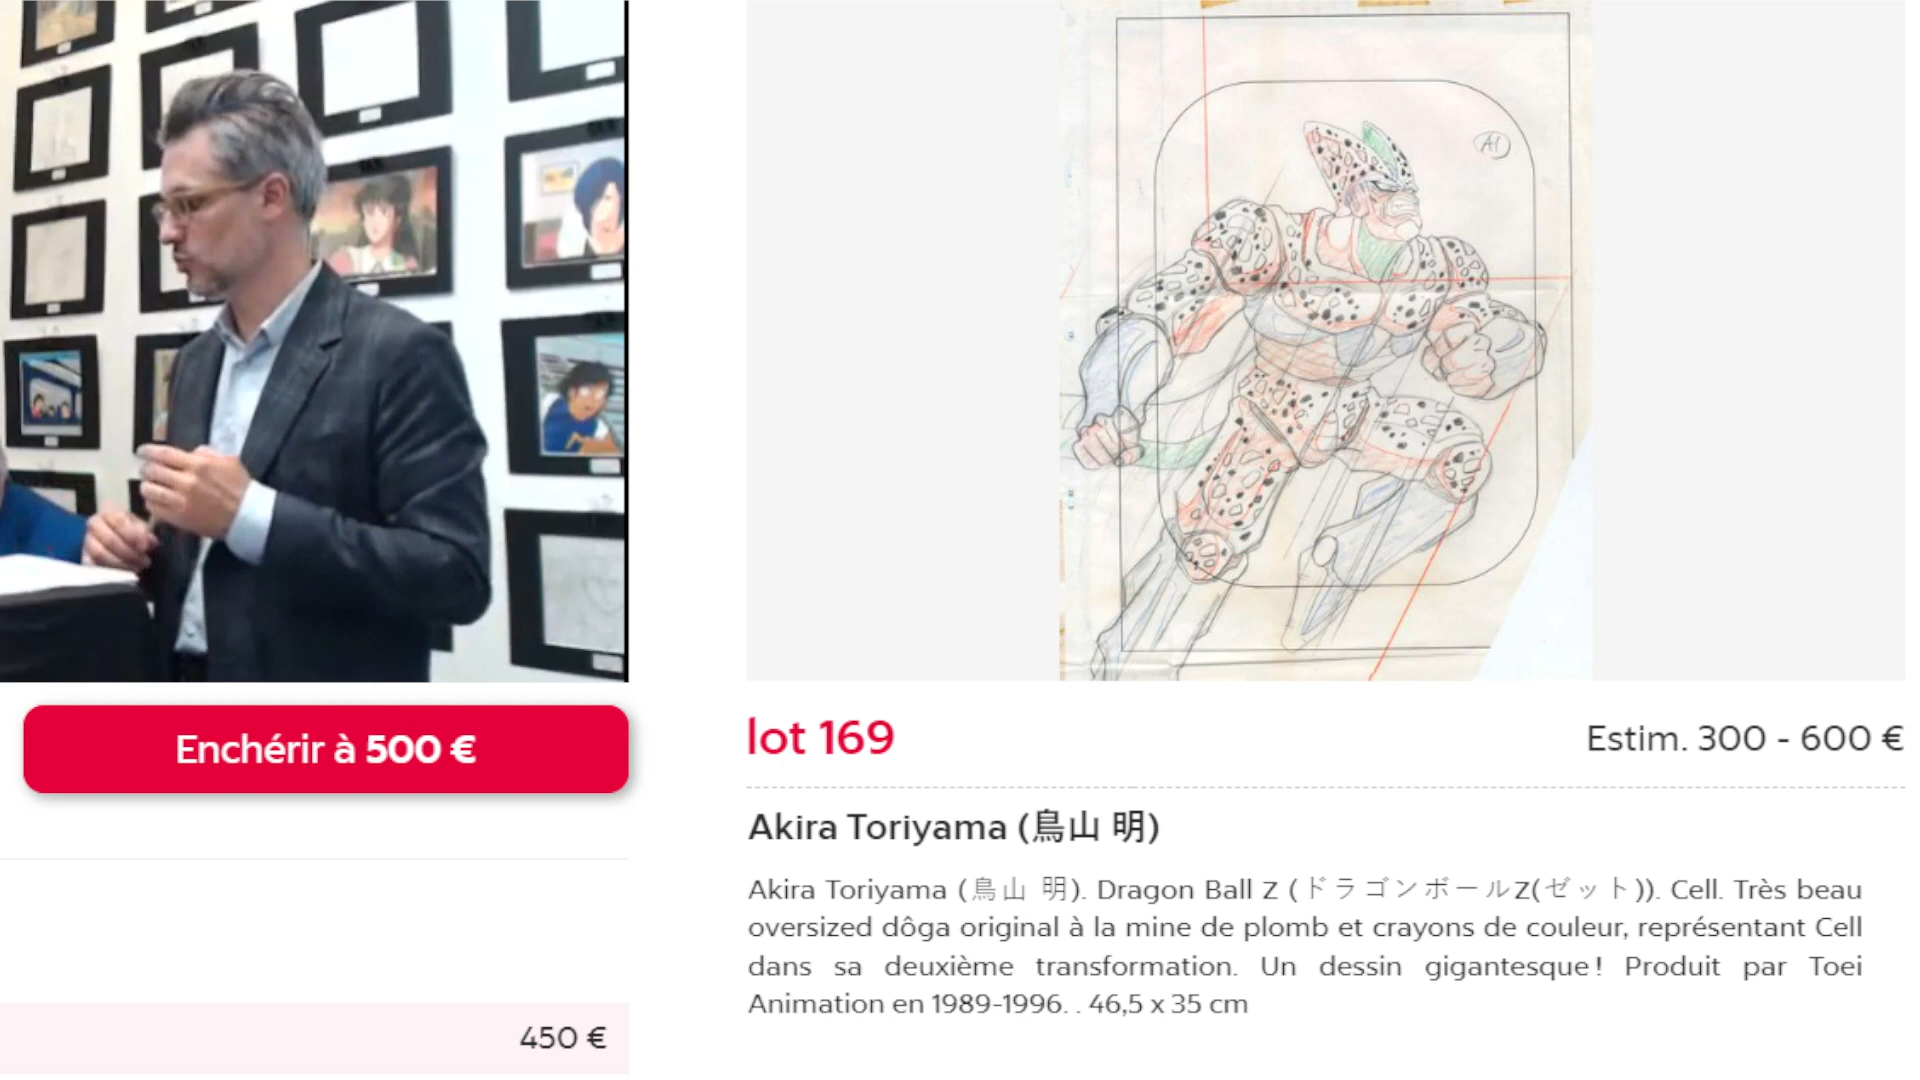 Enchérir à 500 €
450 €
A1
lot 169
Estim. 300 - 600 €
Akira Toriyama (鳥山 明)
Akira Toriyama (鳥山 明). Dragon Ball Z (ドラゴンボールZ(ゼット)). Cell. Très beau
oversized dôga original à la mine de plomb et crayons de couleur, représentant Cell
dans sa deuxième transformation. Un dessin gigantesque! Produit par Toei
Animation en 1989-1996. . 46,5 x 35 cm